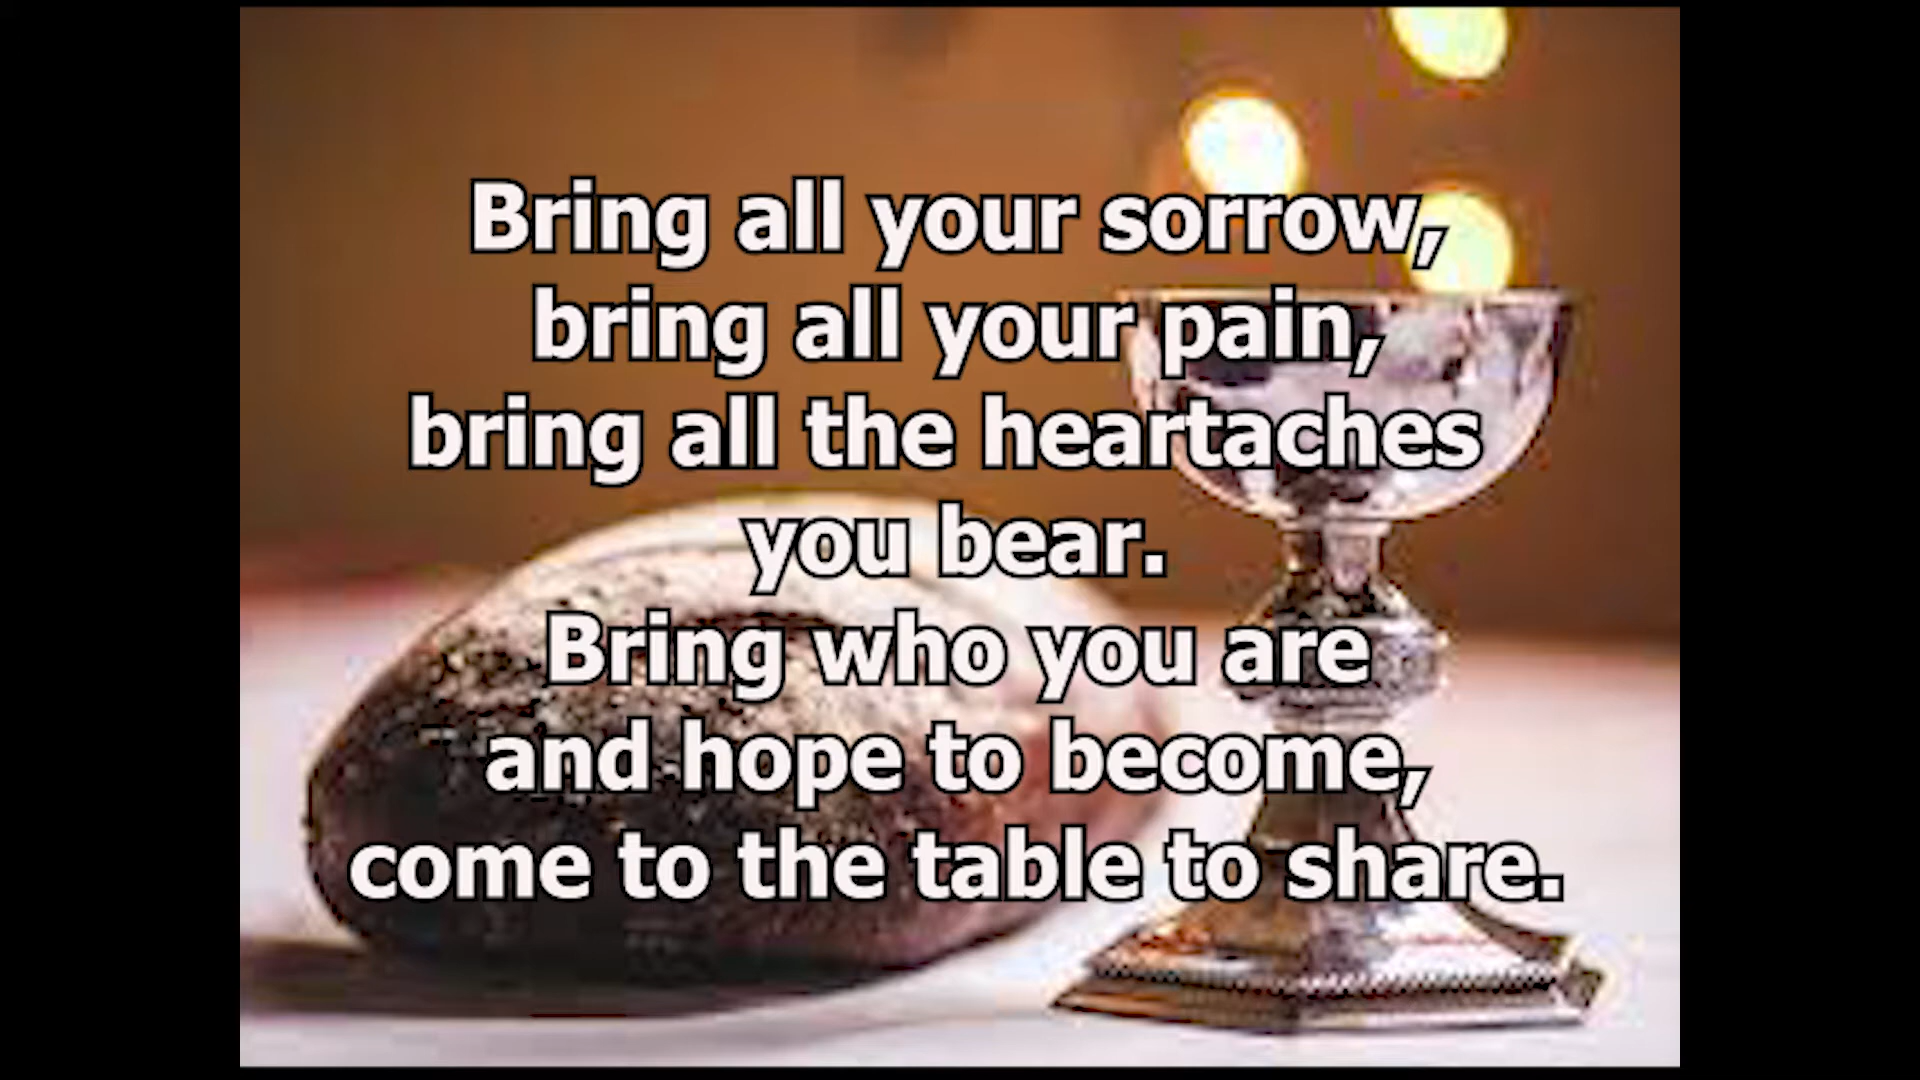 Bring all your sorrow,
bring all your pain,
bring all the heartaches
you bear.
Bring who you are
and hope to become,
come to the table to share.